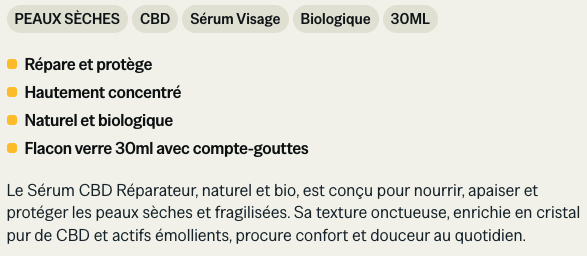 PEAUX SÈCHES CBD Sérum Visage Biologique 30ML
Répare et protège
Hautement concentré
Naturel et biologique
Flacon verre 30ml avec compte-gouttes
Le Sérum CBD Réparateur, naturel et bio, est conçu pour nourrir, apaiser et
protéger les peaux sèches et fragilisées. Sa texture onctueuse, enrichie en cristal
pur de CBD et actifs émollients, procure confort et douceur au quotidien.